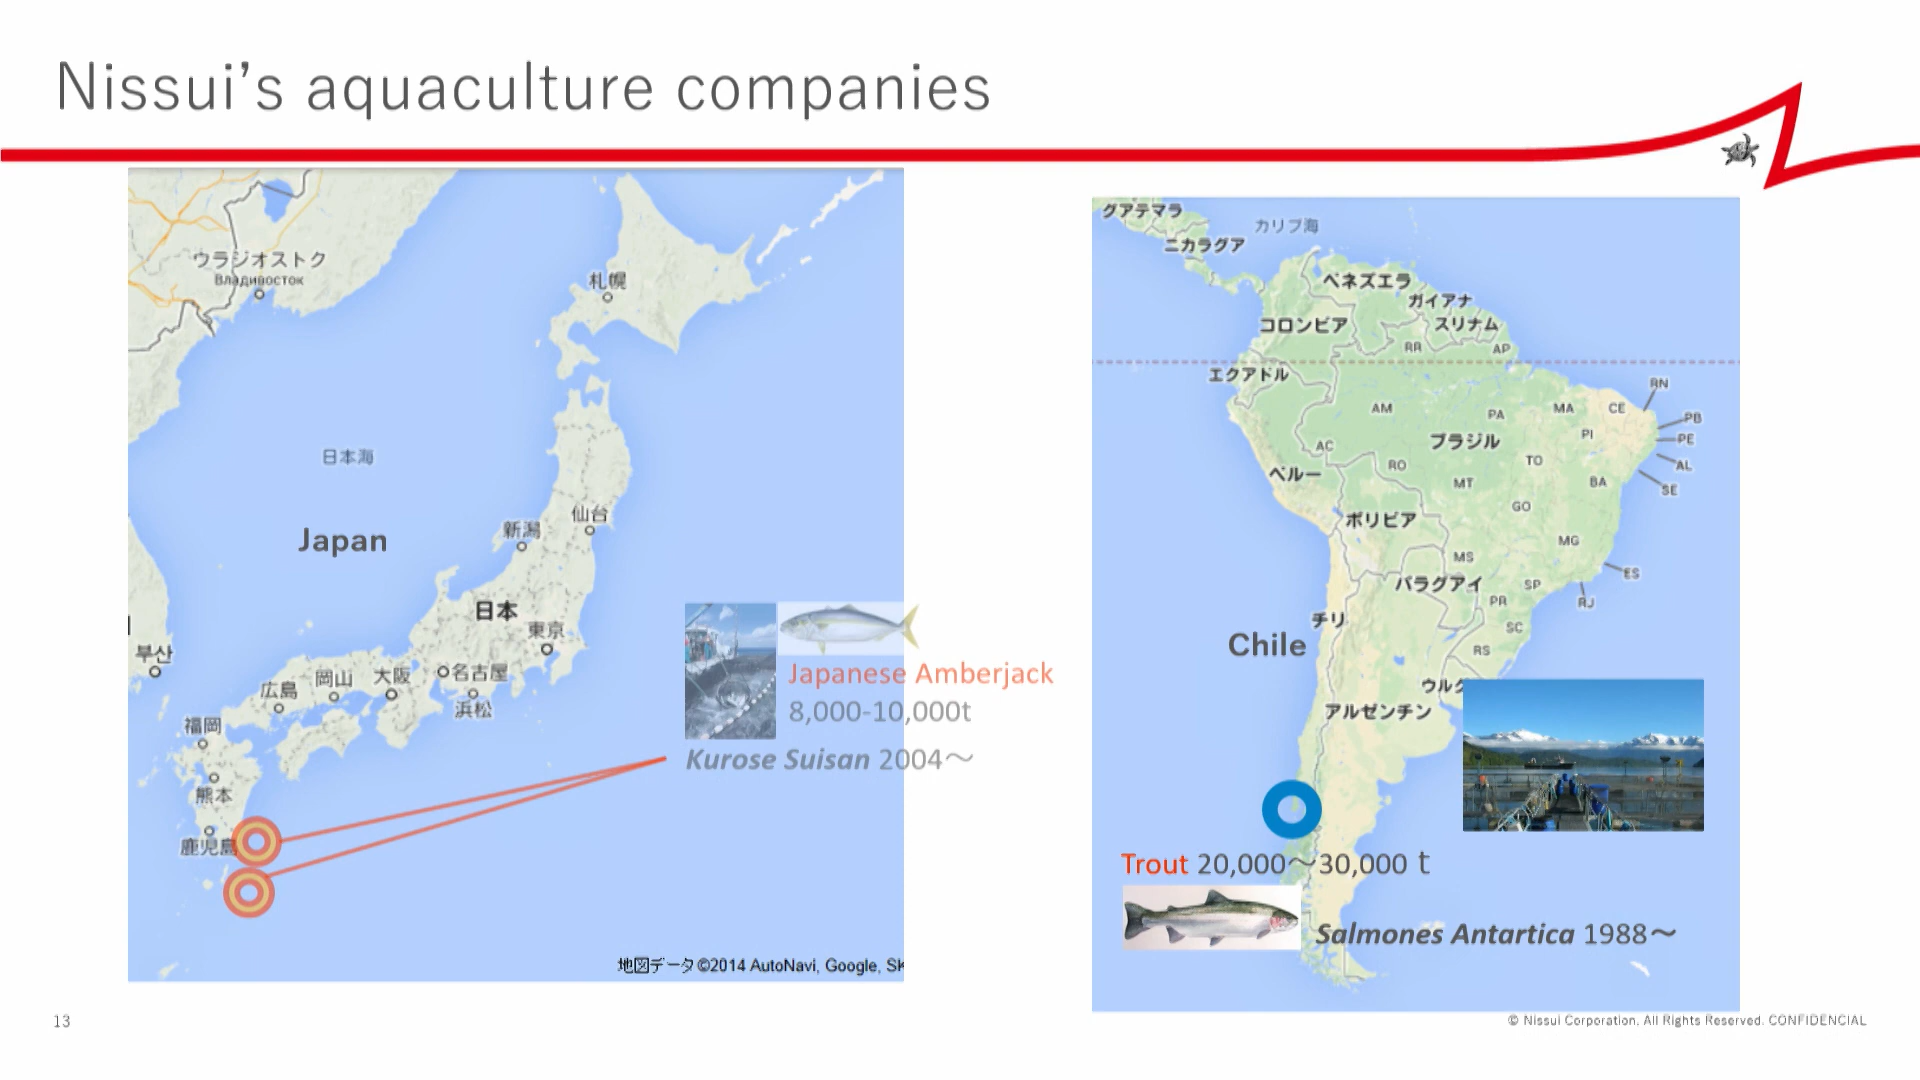 Nissui’s aquaculture companies
ウラジオストク
Владивосток
札幌
日本海
Japan
仙台
新潟
日本
東京
부산
名古屋
大阪
岡山
広島
浜松
福岡
熊本
鹿児島
Japanese Amberjack
8,000-10,000t
Kurose Suisan 2004～
地図データ ©2014 AutoNavi, Google, SK
グアテマラ
カリブ海
ニカラグア
ベネズエラ
ガイアナ
コロンビア
スリナム
RR
AP
エクアドル
RN
AM
PA
MA
CE
PB
PI
PE
ブラジル
AC
TO
AL
ペルー
RO
MT
BA
SE
GO
ボリビア
MG
MS
ES
パラグアイ
SP
PR
RJ
チリ
SC
Chile
RS
ウルグ
アルゼンチン
Trout 20,000～30,000 t
Salmones Antartica 1988～
13
© Nissui Corporation. All Rights Reserved. CONFIDENCIAL